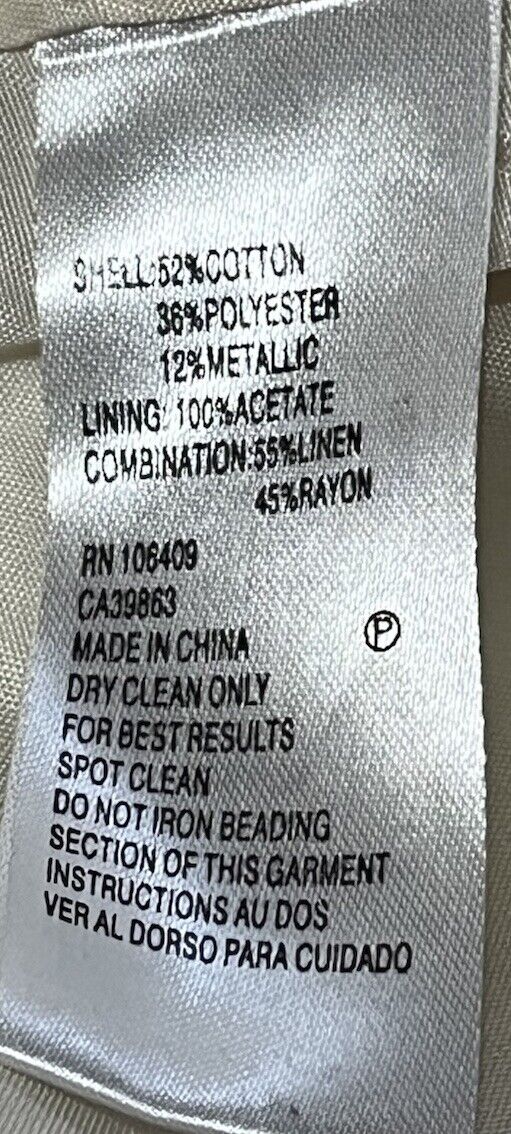 SHELL:52%COTTON
36%POLYESTER
12%METALLIC
LINING: 100%ACETATE
COMBINATION:55%LINEN
45%RAYON
RN 106409
CA39863
MADE IN CHINA
P
DRY CLEAN ONLY
FOR BEST RESULTS
SPOT CLEAN
DO NOT IRON BEADING
SECTION OF THIS GARMENT
INSTRUCTIONS AU DOS
VER AL DORSO PARA CUIDADO